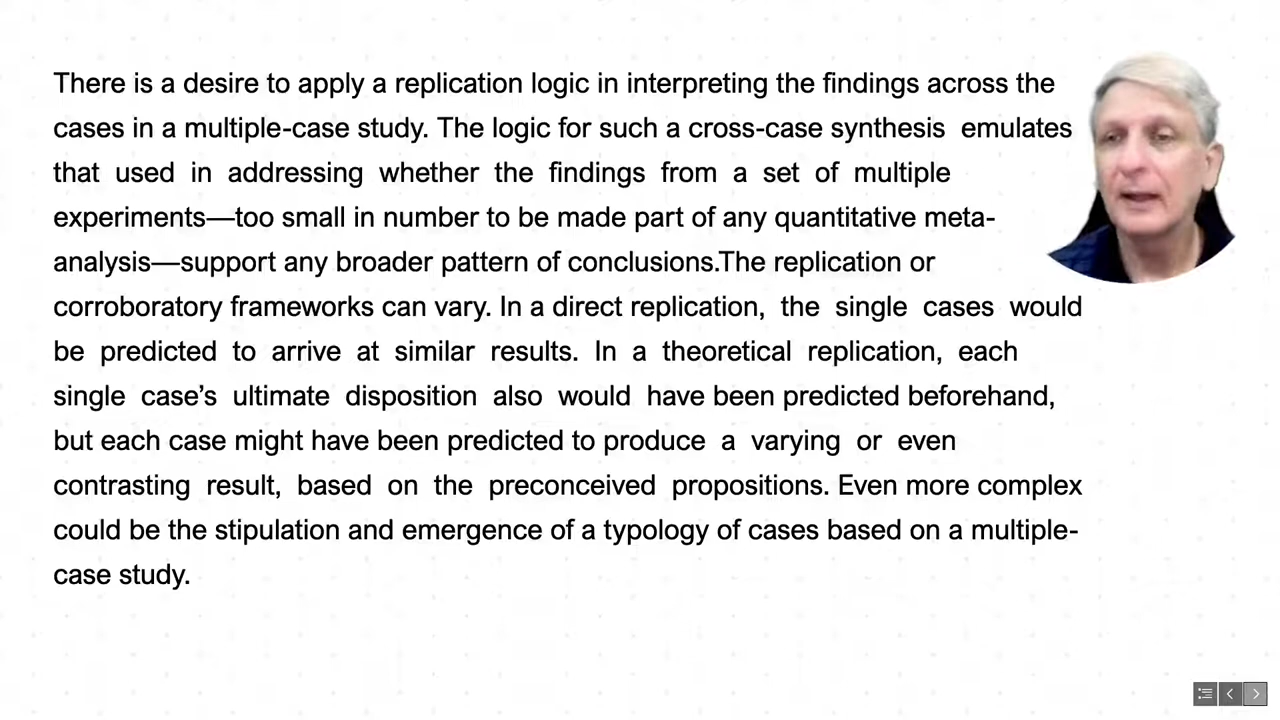 There is a desire to apply a replication logic in interpreting the findings across the
cases in a multiple-case study. The logic for such a cross-case synthesis emulates
that used in addressing whether the findings from a set of multiple
experiments—too small in number to be made part of any quantitative meta-
analysis—support any broader pattern of conclusions.The replication or
corroboratory frameworks can vary. In a direct replication, the single cases would
be predicted to arrive at similar results. In a theoretical replication, each
single case’s ultimate disposition also would have been predicted beforehand,
but each case might have been predicted to produce a varying or even
contrasting result, based on the preconceived propositions. Even more complex
could be the stipulation and emergence of a typology of cases based on a multiple-
case study.